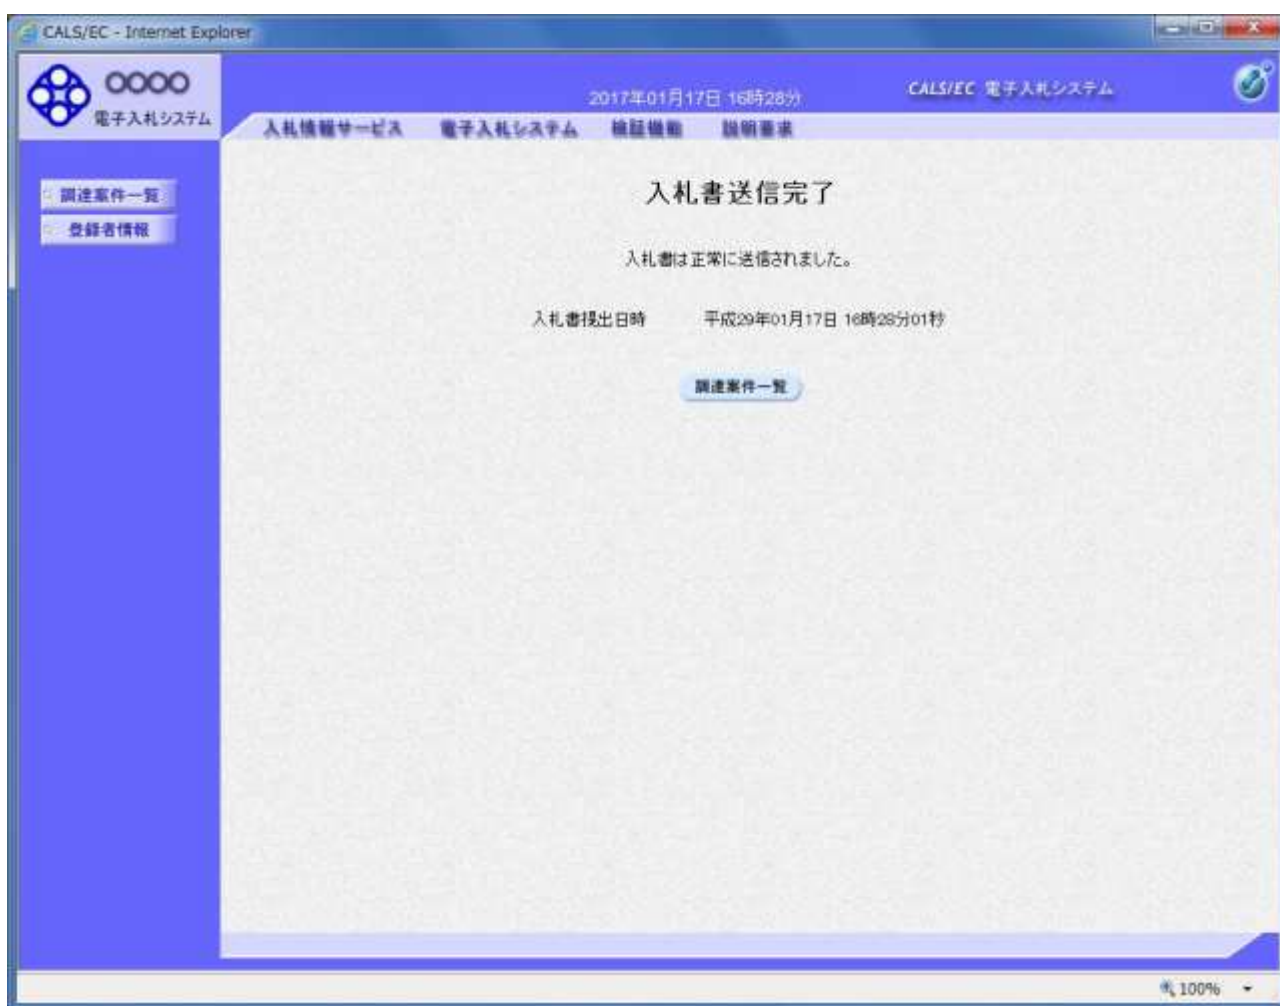 CALS/EC - Internet Explorer
○○○○
電子入札システム
2017年01月17日 16時28分
CALS/EC 電子入札システム
入札情報サービス 電子入札システム 検証機能 説明要求
調達案件一覧
登録者情報
入札書送信完了
入札書は正常に送信されました。
入札書提出日時 平成29年01月17日 16時28分01秒
調達案件一覧
100%